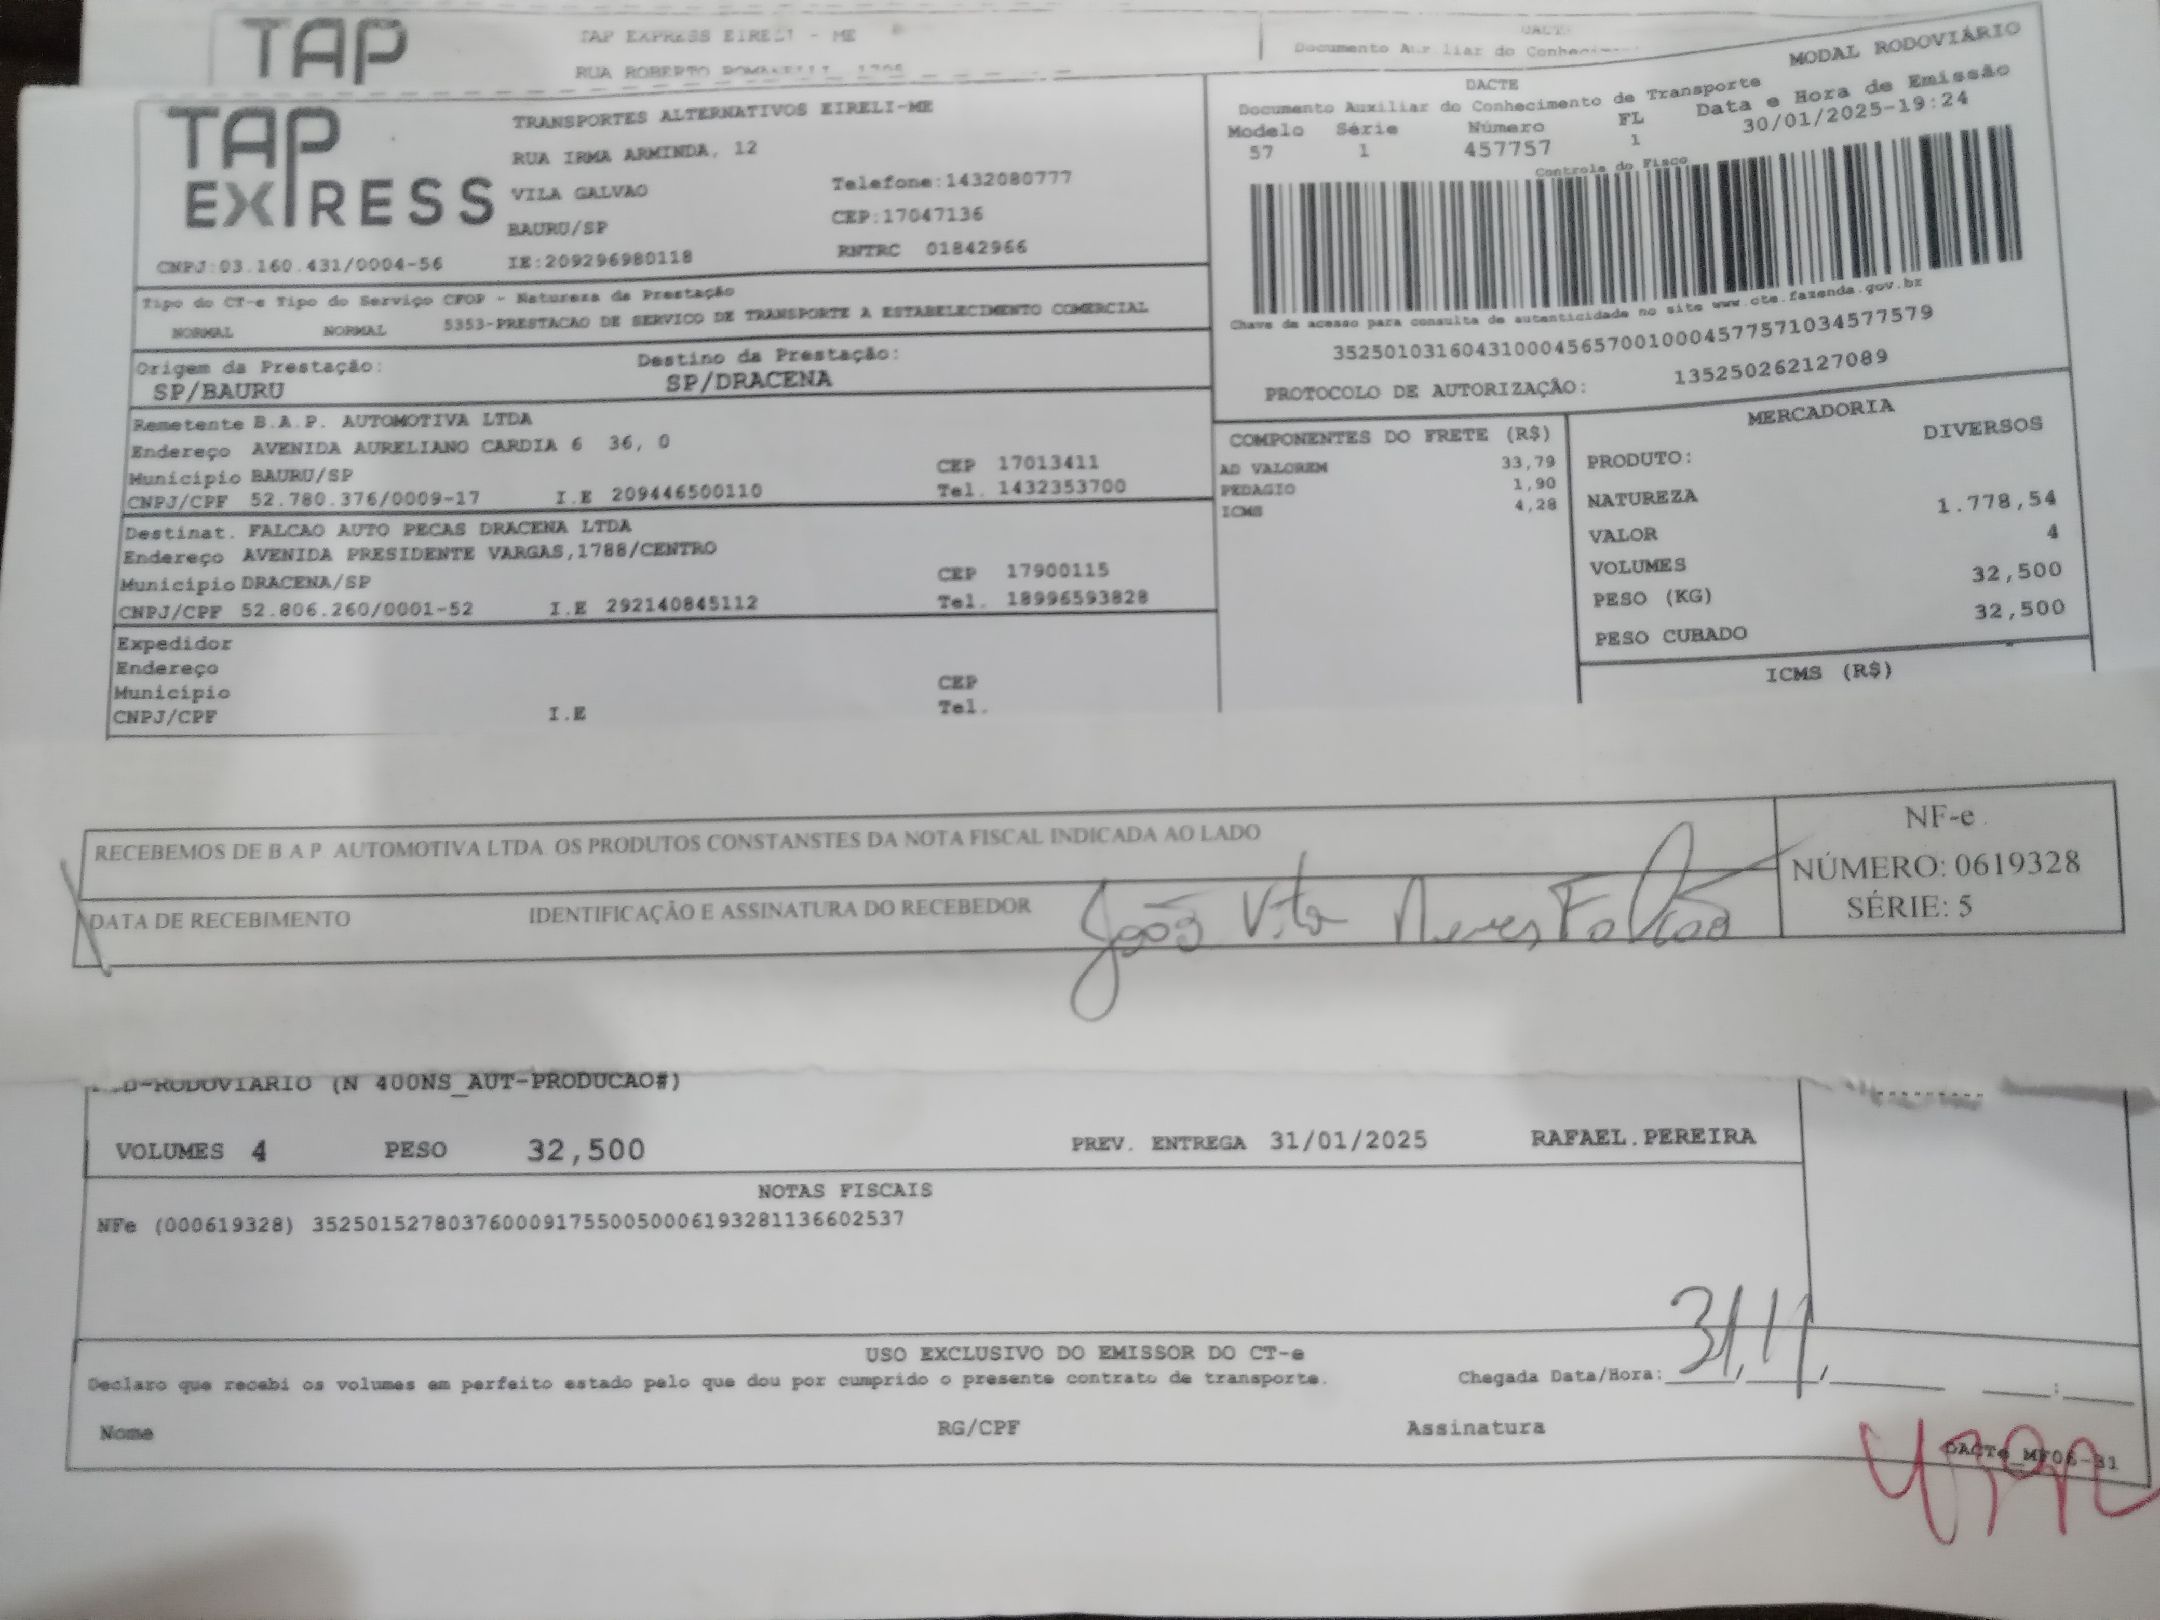 TAP
TAP EXPRESS EIRELI - ME
RUA ROBERTO ROMANELLI,
DACTE
Documento Auxiliar do Conhecimento
TAP
EXPRESS
TRANSPORTES ALTERNATIVOS EIRELI-ME
RUA IRMA ARMINDA, 12
VILA GALVAO Telefone:1432080777
BAURU/SP CEP:17047136
CNPJ:03.160.431/0004-56 IE:209296980118 RNTRC 01842966
DACTE MODAL RODOVIÁRIO
Documento Auxiliar do Conhecimento de Transporte Data e Hora de Emissão
Modelo Série Número FL
57 1 457757 1 30/01/2025-19:24
Controle do Fisco
Chave de acesso para consulta de autenticidade no site www.cte.fazenda.gov.br
35250103160431000456570010004577571034577579
PROTOCOLO DE AUTORIZAÇÃO: 135250262127089
Tipo do CT-e Tipo do Serviço CFOP - Natureza da Prestação
NORMAL NORMAL 5353-PRESTACAO DE SERVICO DE TRANSPORTE A ESTABELECIMENTO COMERCIAL
Origem da Prestação: Destino da Prestação:
SP/BAURU SP/DRACENA
Remetente B.A.P. AUTOMOTIVA LTDA
Endereço AVENIDA AURELIANO CARDIA 6 36, 0
Município BAURU/SP CEP 17013411
CNPJ/CPF 52.780.376/0009-17 I.E 209446500110 Tel. 1432353700
Destinat. FALCAO AUTO PECAS DRACENA LTDA
Endereço AVENIDA PRESIDENTE VARGAS,1788/CENTRO
Município DRACENA/SP CEP 17900115
CNPJ/CPF 52.806.260/0001-52 I.E 292140845112 Tel. 18996593828
Expedidor
Endereço
Município CEP
CNPJ/CPF I.E Tel.
COMPONENTES DO FRETE (R$)
AD VALOREM 33,79
PEDAGIO 1,90
ICMS 4,28
MERCADORIA
PRODUTO: DIVERSOS
NATUREZA
VALOR 1.778,54
VOLUMES 4
PESO (KG) 32,500
PESO CUBADO 32,500
ICMS (R$)
RECEBEMOS DE B A P AUTOMOTIVA LTDA. OS PRODUTOS CONSTANSTES DA NOTA FISCAL INDICADA AO LADO
DATA DE RECEBIMENTO IDENTIFICAÇÃO E ASSINATURA DO RECEBEDOR João Vitor Neves Falcão
NF-e
NÚMERO: 0619328
SÉRIE: 5
D-RODOVIARIO (N 400NS_AUT-PRODUCAO#)
VOLUMES 4 PESO 32,500 PREV. ENTREGA 31/01/2025 RAFAEL.PEREIRA
NOTAS FISCAIS
NFe (000619328) 35250152780376000917550050006193281136602537
USO EXCLUSIVO DO EMISSOR DO CT-e
Declaro que recebi os volumes em perfeito estado pelo que dou por cumprido o presente contrato de transporte. Chegada Data/Hora: 31/1/ :
Nome RG/CPF Assinatura
DACTe_MF06-31